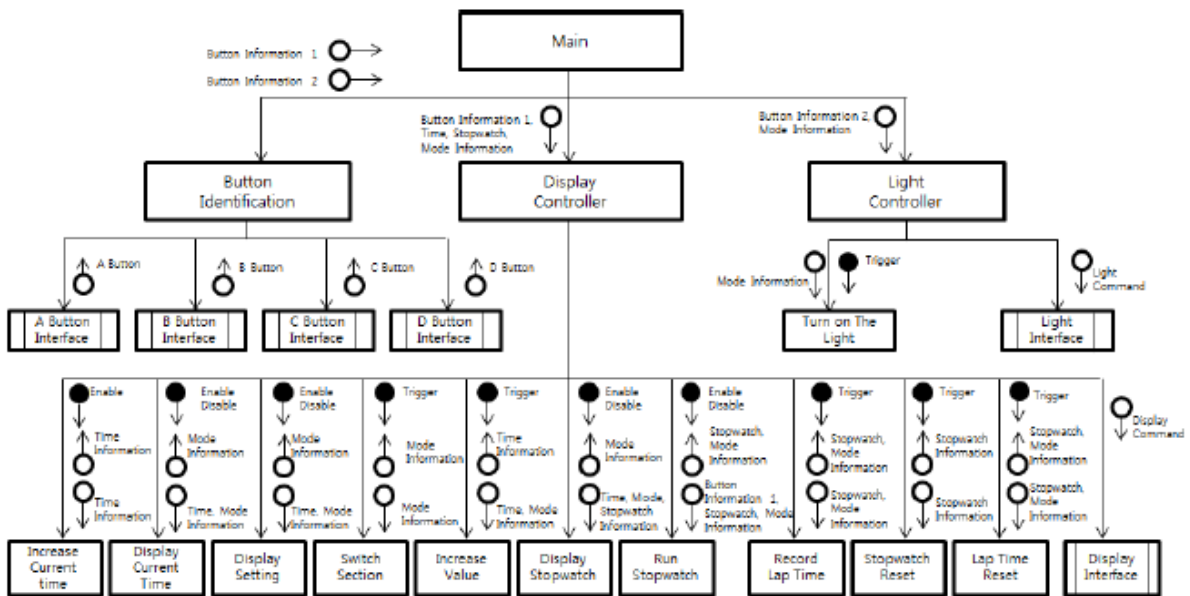 Main
Button Information 1
Button Information 2
Button Information 1,
Time, Stopwatch,
Mode Information
Button Information 2,
Mode Information
Button
Identification
Display
Controller
Light
Controller
A Button
B Button
C Button
D Button
Mode Information
Trigger
Light
Command
A Button
Interface
B Button
Interface
C Button
Interface
D Button
Interface
Turn on The
Light
Light
Interface
Enable
Enable
Disable
Enable
Disable
Trigger
Trigger
Enable
Disable
Enable
Disable
Trigger
Trigger
Trigger
Display
Command
Time
Information
Mode
Information
Mode
Information
Mode
Information
Time
Information
Mode
Information
Stopwatch,
Mode
Information
Stopwatch,
Mode
Information
Stopwatch
Information
Stopwatch,
Mode
Information
Time
Information
Time, Mode
Information
Time, Mode
Information
Mode
Information
Time, Mode
Information
Time, Mode,
Stopwatch
Information
Button
Information 1,
Stopwatch, Mode
Information
Stopwatch,
Mode
Information
Stopwatch
Information
Stopwatch,
Mode
Information
Increase
Current
time
Display
Current
Time
Display
Setting
Switch
Section
Increase
Value
Display
Stopwatch
Run
Stopwatch
Record
Lap Time
Stopwatch
Reset
Lap Time
Reset
Display
Interface